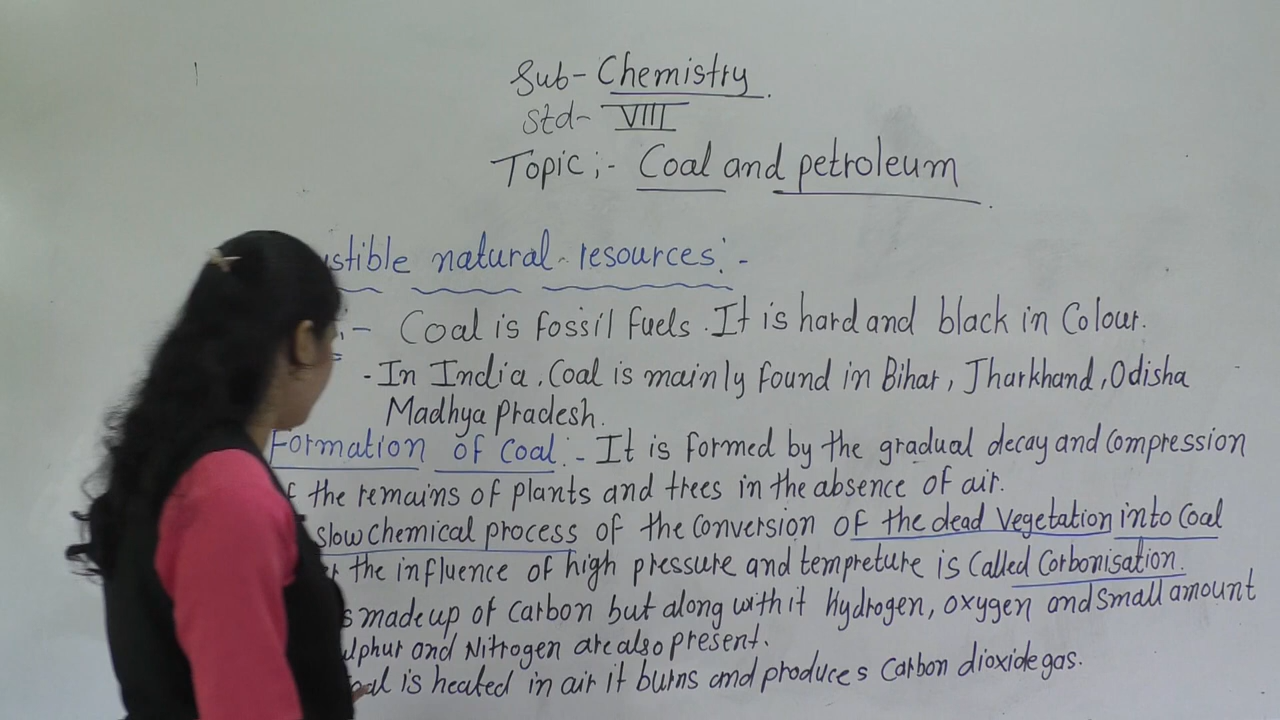 Sub- Chemistry.
Std- VIII
Topic:- Coal and petroleum.
natural resources:-
:- Coal is fossil fuels. It is hard and black in Colour.
- In India, Coal is mainly found in Bihar, Jharkhand, Odisha
Madhya Pradesh.
Formation of Coal:- It is formed by the gradual decay and Compression
the remains of plants and trees in the absence of air.
slow Chemical process of the Conversion of the dead Vegetation into Coal
the influence of high pressure and tempreture is Called Corbonisation.
made up of Carbon but along with it Hydrogen, Oxygen and small amount
and Nitrogen are also present.
is heated in air it burns and produces Carbon dioxide gas.